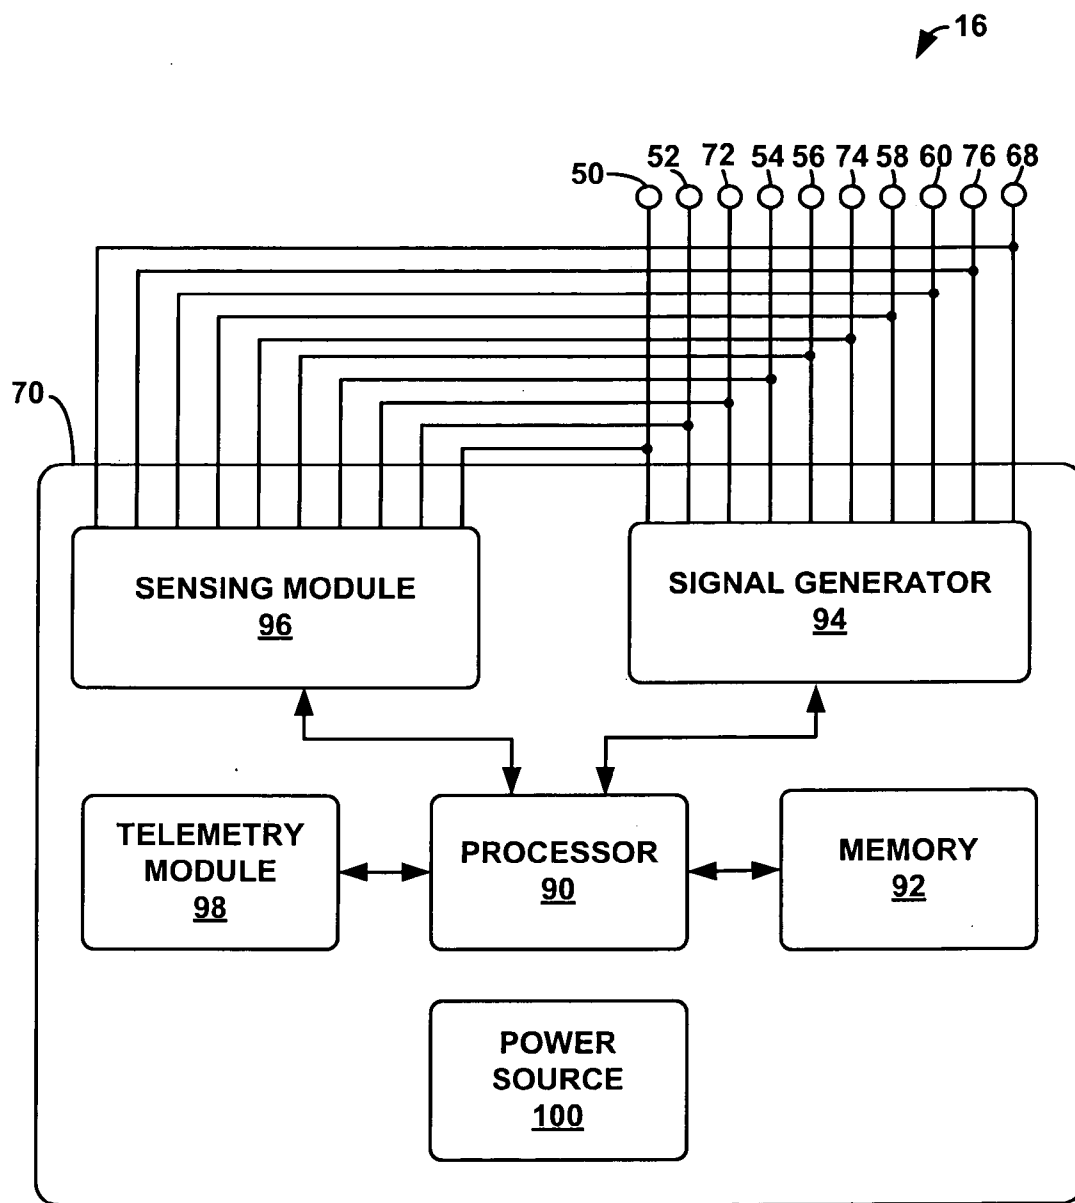 16
50 52 72 54 56 74 58 60 76 68
70
SENSING MODULE
96
SIGNAL GENERATOR
94
TELEMETRY
MODULE
98
PROCESSOR
90
MEMORY
92
POWER
SOURCE
100